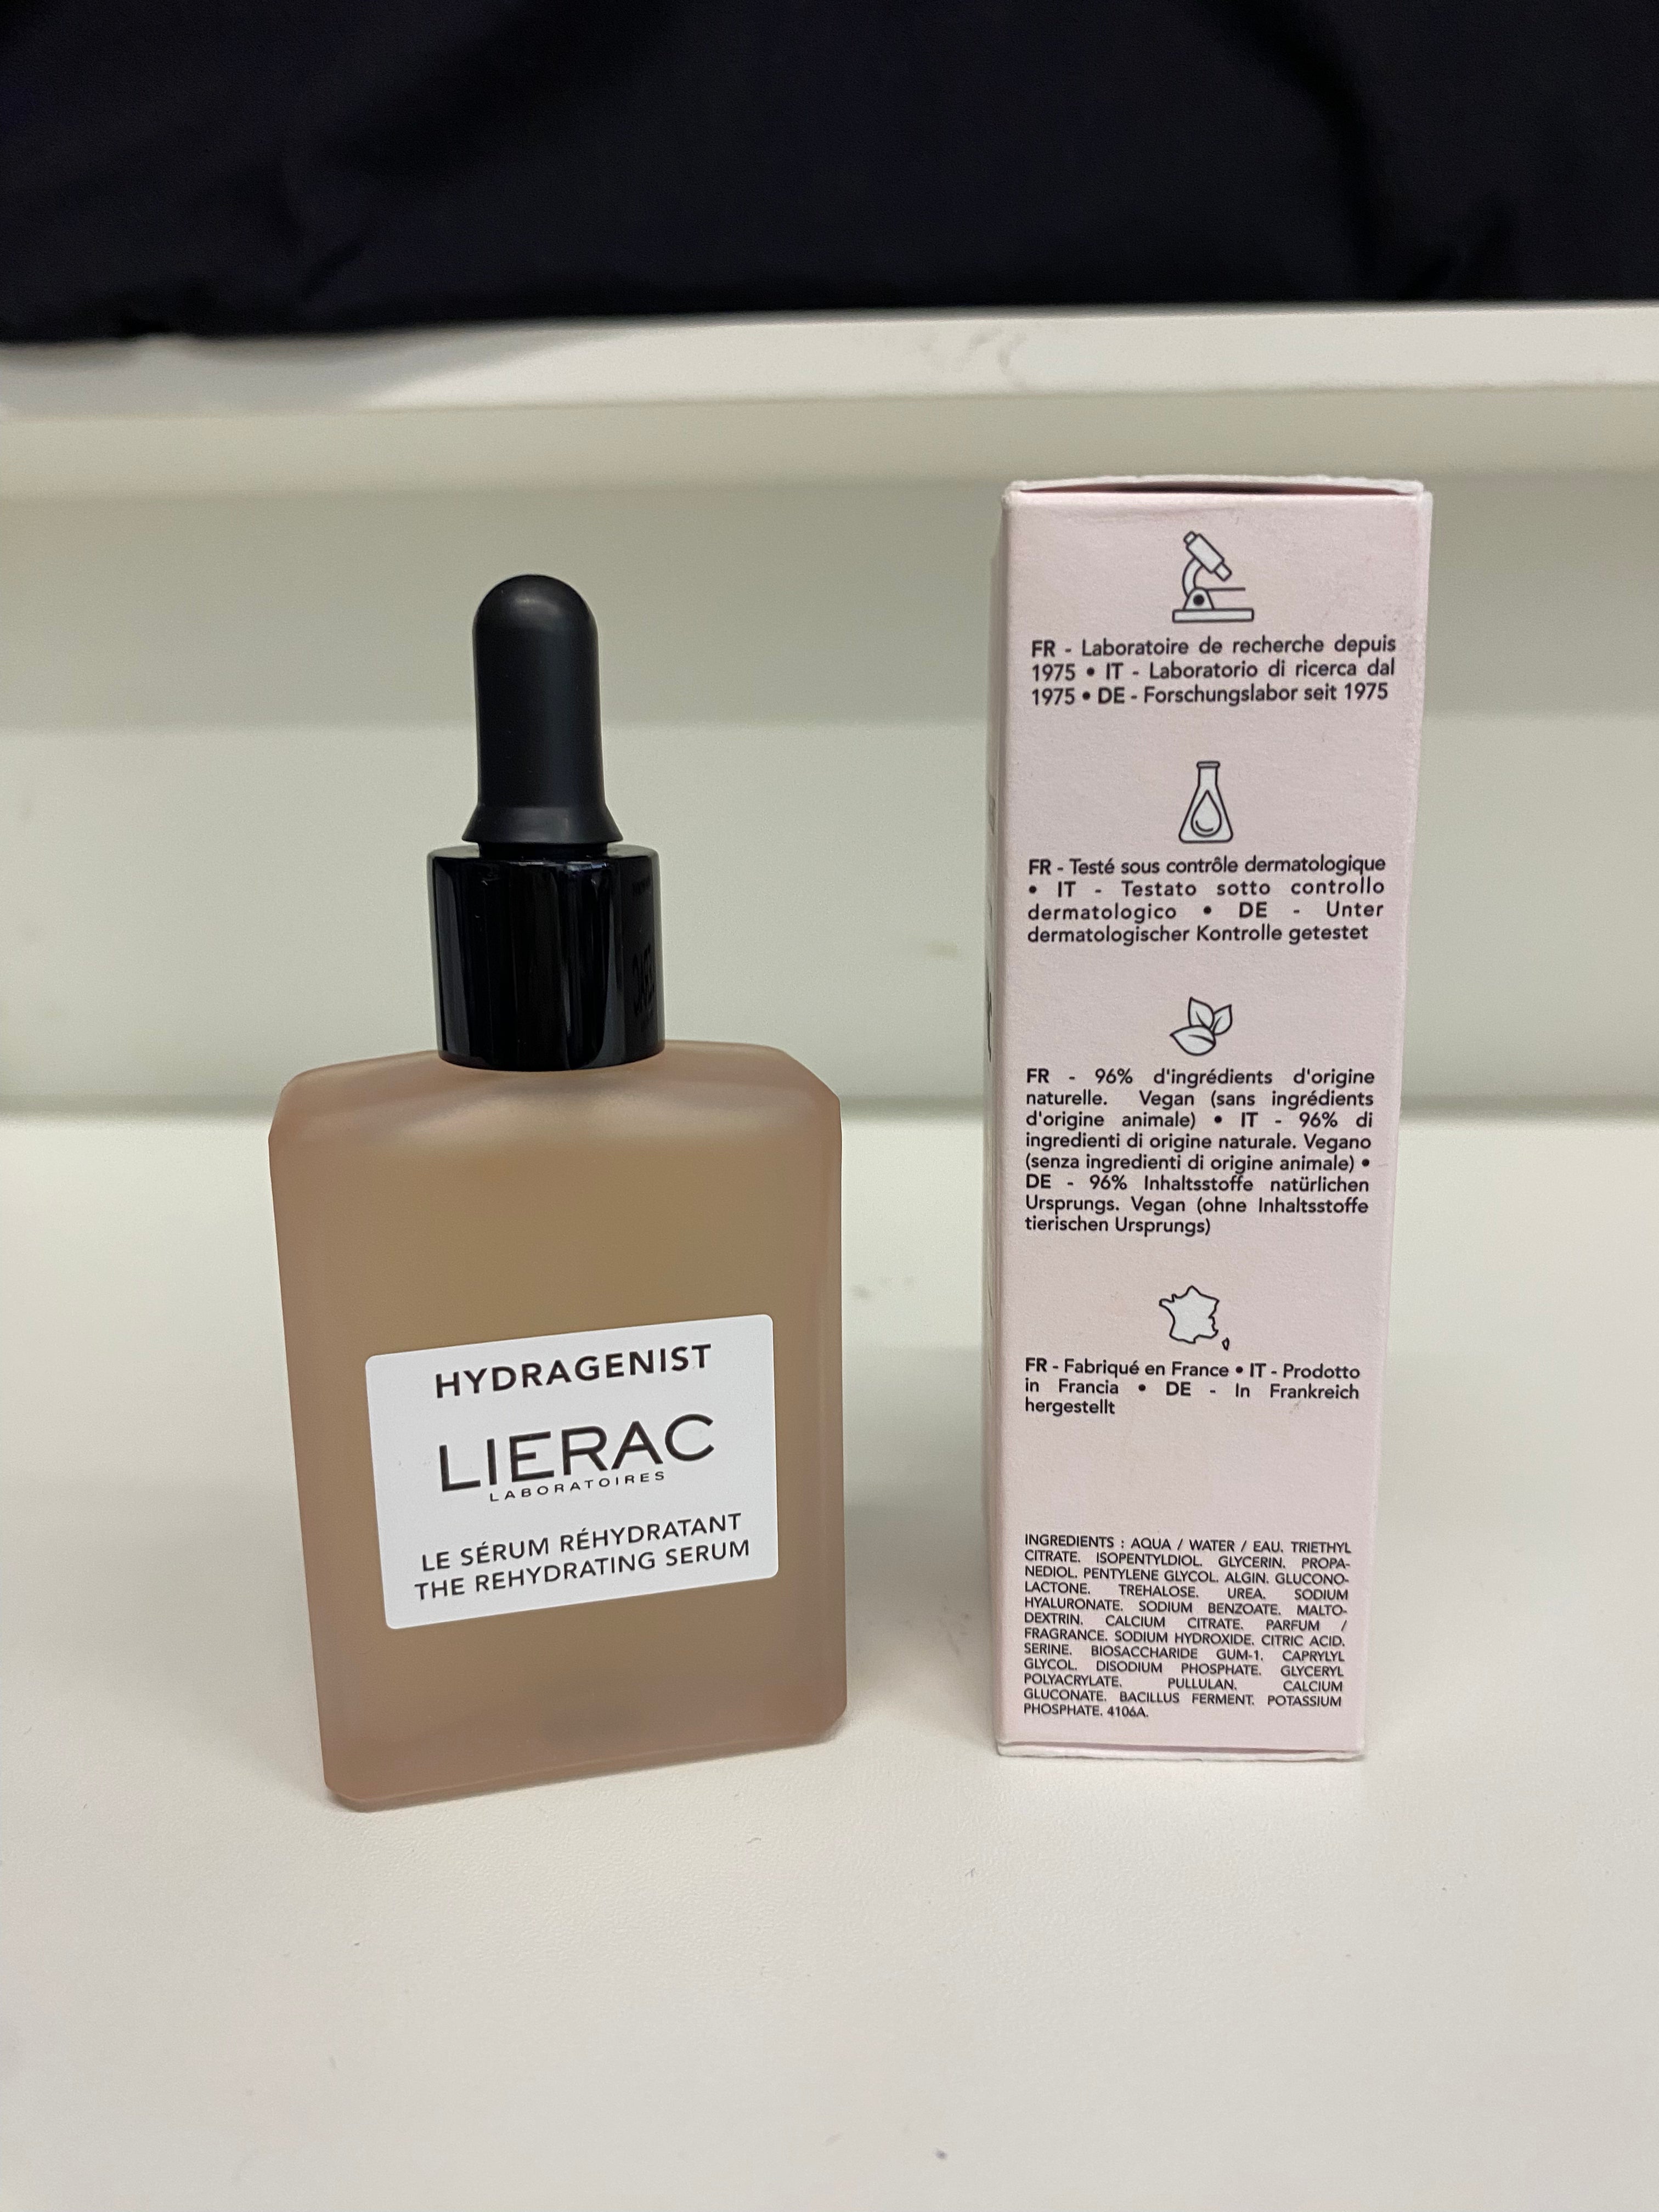 HYDRAGENIST
LIERAC
LABORATOIRES
LE SÉRUM RÉHYDRATANT
THE REHYDRATING SERUM
FR - Laboratoire de recherche depuis
1975 • IT - Laboratorio di ricerca dal
1975 • DE - Forschungslabor seit 1975
FR - Testé sous contrôle dermatologique
• IT - Testato sotto controllo
dermatologico • DE - Unter
dermatologischer Kontrolle getestet
FR - 96% d'ingrédients d'origine
naturelle. Vegan (sans ingrédients
d'origine animale) • IT - 96% di
ingredienti di origine naturale. Vegano
(senza ingredienti di origine animale) •
DE - 96% Inhaltsstoffe natürlichen
Ursprungs. Vegan (ohne Inhaltsstoffe
tierischen Ursprungs)
FR - Fabriqué en France • IT - Prodotto
in Francia • DE - In Frankreich
hergestellt
INGREDIENTS : AQUA / WATER / EAU. TRIETHYL
CITRATE. ISOPENTYLDIOL. GLYCERIN. PROPA-
NEDIOL. PENTYLENE GLYCOL. ALGIN. GLUCONO-
LACTONE. TREHALOSE. UREA. SODIUM
HYALURONATE. SODIUM BENZOATE. MALTO-
DEXTRIN. CALCIUM CITRATE. PARFUM /
FRAGRANCE. SODIUM HYDROXIDE. CITRIC ACID.
SERINE. BIOSACCHARIDE GUM-1. CAPRYLYL
GLYCOL. DISODIUM PHOSPHATE. GLYCERYL
POLYACRYLATE. PULLULAN. CALCIUM
GLUCONATE. BACILLUS FERMENT. POTASSIUM
PHOSPHATE. 4106A.